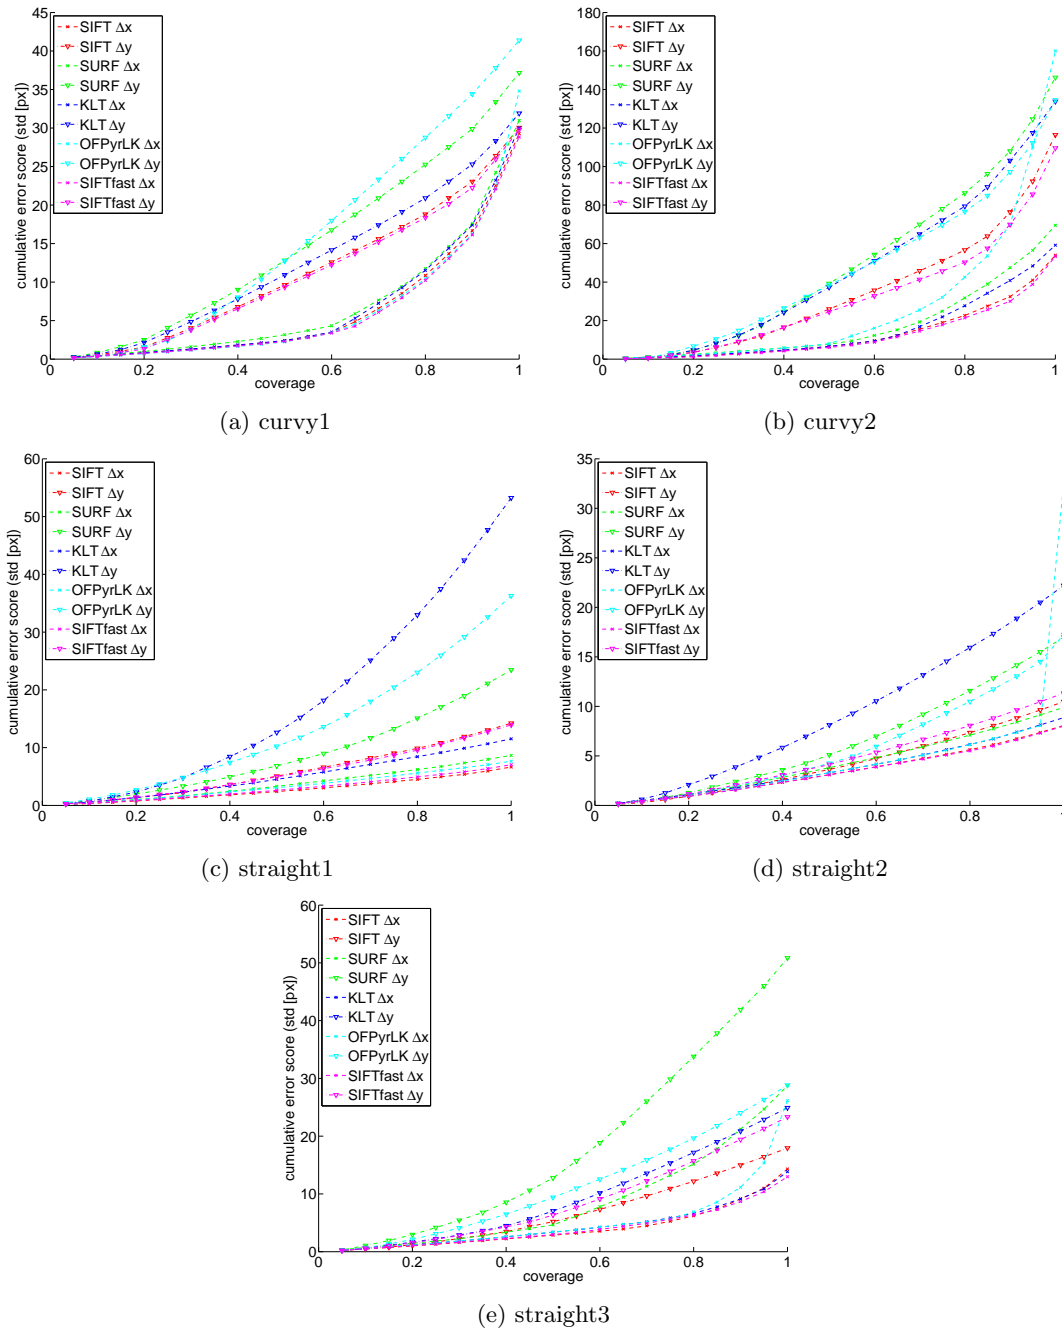 45
40
35
30
25
20
15
10
5
0
0
0.2
0.4
0.6
0.8
1
cumulative error score (std [px])
coverage
SIFT Δx
SIFT Δy
SURF Δx
SURF Δy
KLT Δx
KLT Δy
OFPyrLK Δx
OFPyrLK Δy
SIFTfast Δx
SIFTfast Δy
(a) curvy1
180
160
140
120
100
80
60
40
20
0
0
0.2
0.4
0.6
0.8
1
cumulative error score (std [px])
coverage
SIFT Δx
SIFT Δy
SURF Δx
SURF Δy
KLT Δx
KLT Δy
OFPyrLK Δx
OFPyrLK Δy
SIFTfast Δx
SIFTfast Δy
(b) curvy2
60
50
40
30
20
10
0
0
0.2
0.4
0.6
0.8
1
cumulative error score (std [px])
coverage
SIFT Δx
SIFT Δy
SURF Δx
SURF Δy
KLT Δx
KLT Δy
OFPyrLK Δx
OFPyrLK Δy
SIFTfast Δx
SIFTfast Δy
(c) straight1
35
30
25
20
15
10
5
0
0
0.2
0.4
0.6
0.8
1
cumulative error score (std [px])
coverage
SIFT Δx
SIFT Δy
SURF Δx
SURF Δy
KLT Δx
KLT Δy
OFPyrLK Δx
OFPyrLK Δy
SIFTfast Δx
SIFTfast Δy
(d) straight2
60
50
40
30
20
10
0
0
0.2
0.4
0.6
0.8
1
cumulative error score (std [px])
coverage
SIFT Δx
SIFT Δy
SURF Δx
SURF Δy
KLT Δx
KLT Δy
OFPyrLK Δx
OFPyrLK Δy
SIFTfast Δx
SIFTfast Δy
(e) straight3